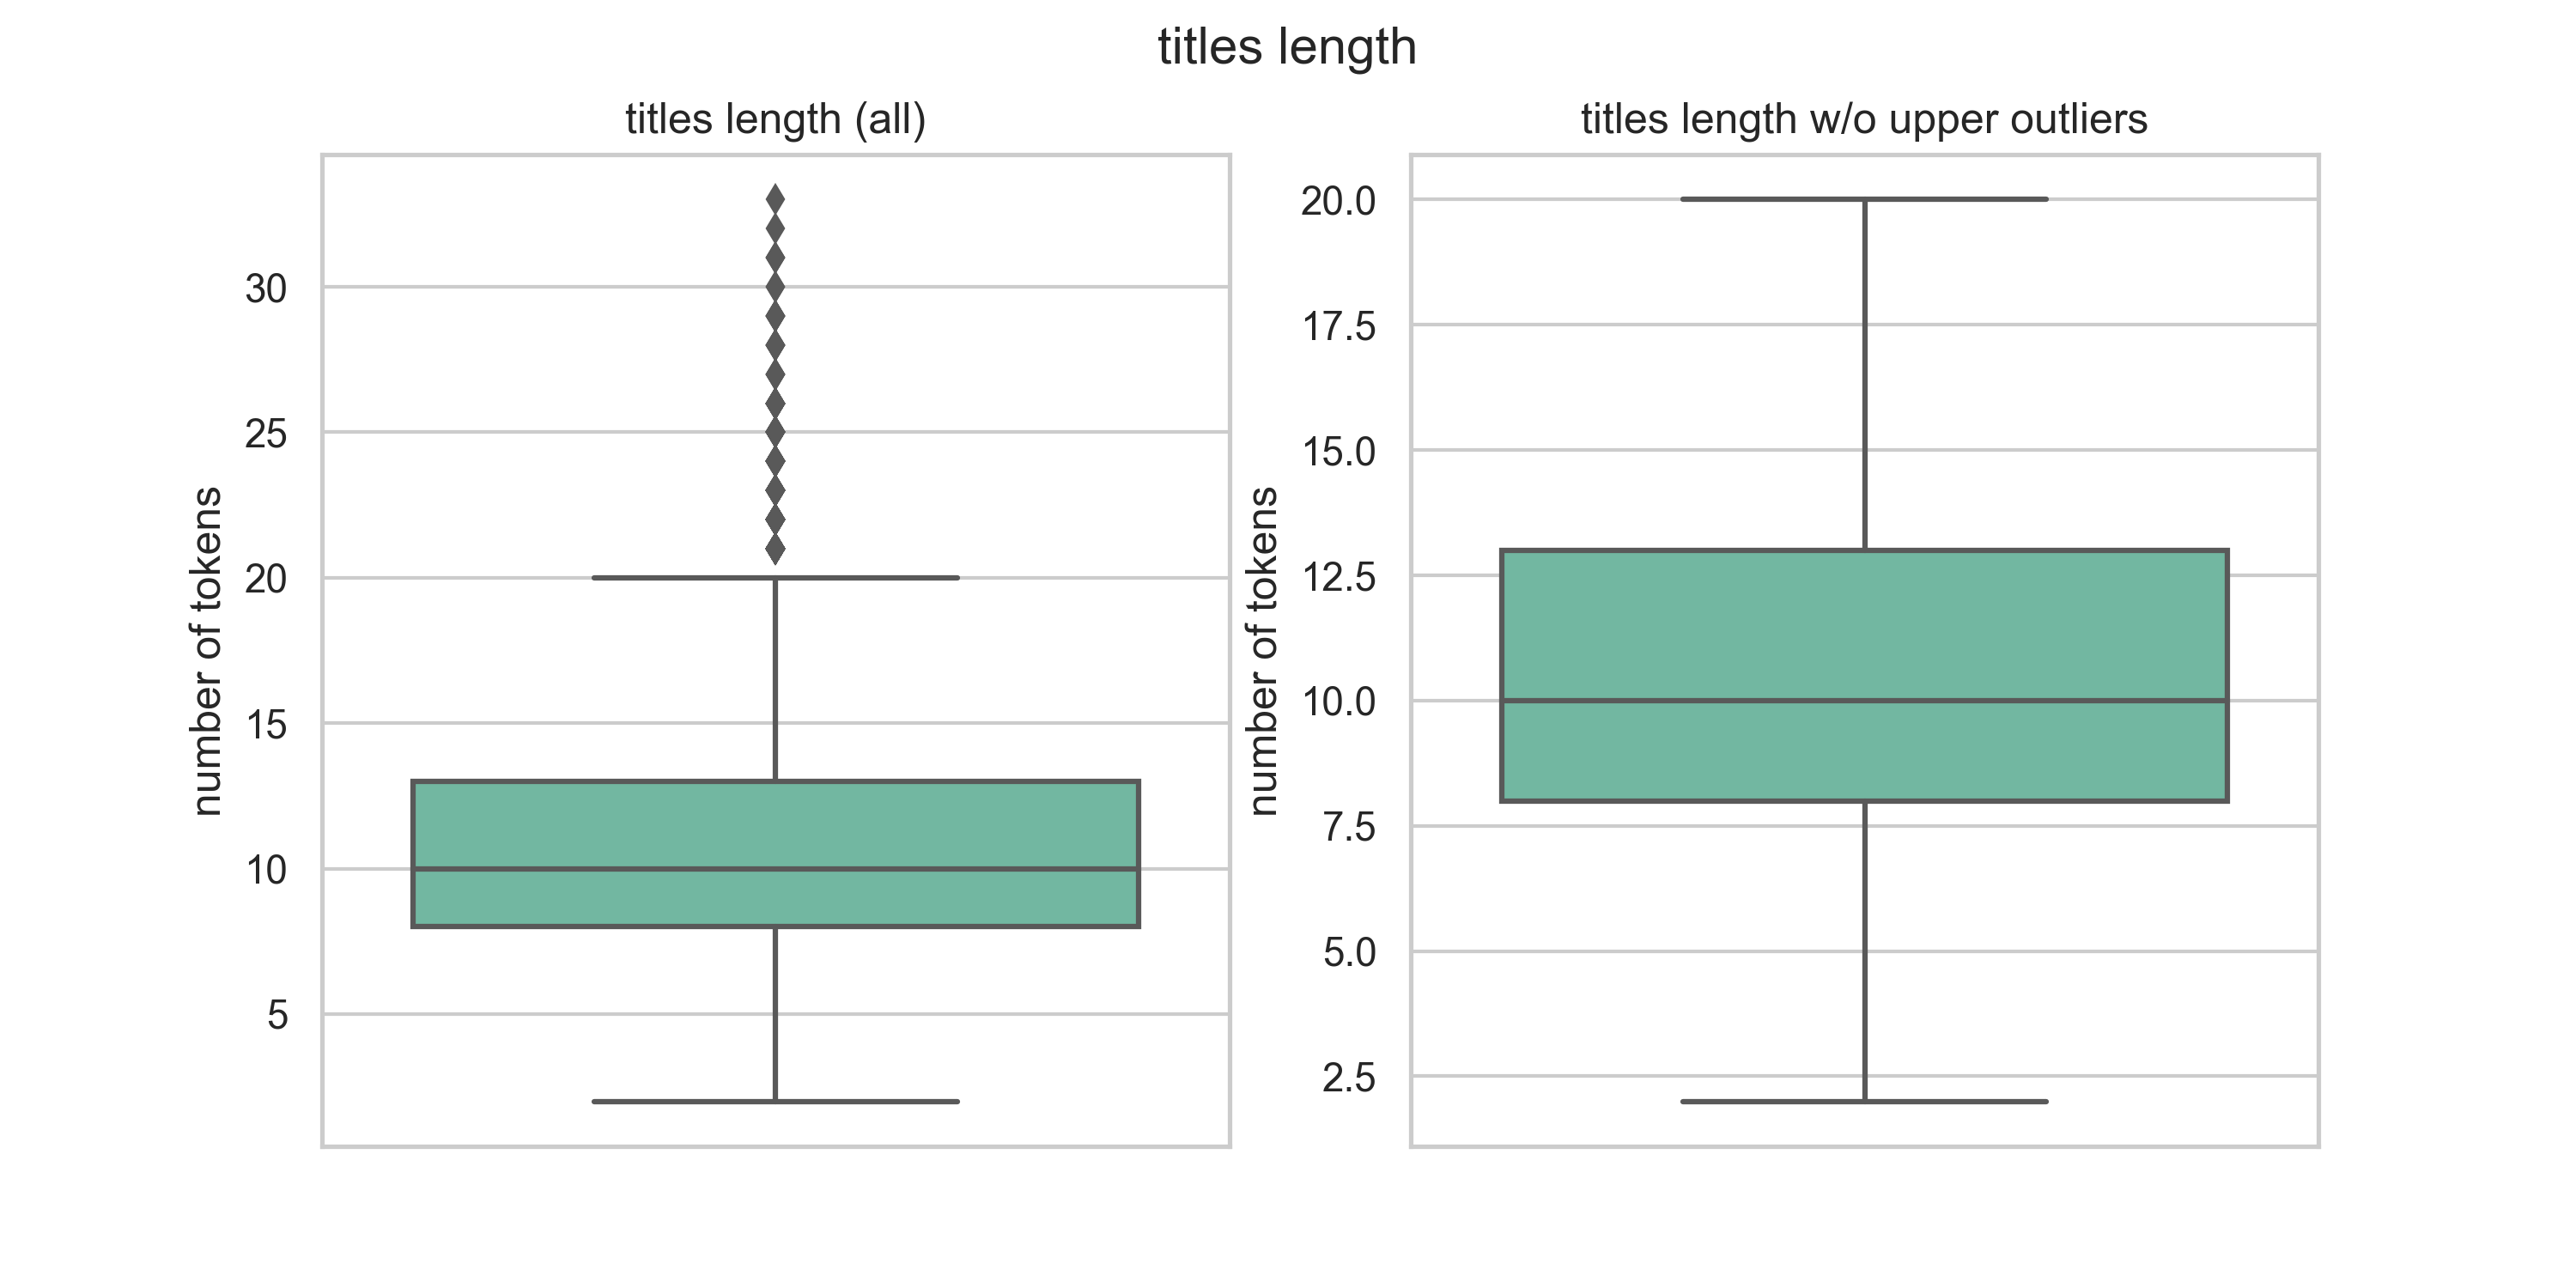 titles length
titles length (all)
number of tokens
30
25
20
15
10
5
titles length w/o upper outliers
number of tokens
20.0
17.5
15.0
12.5
10.0
7.5
5.0
2.5